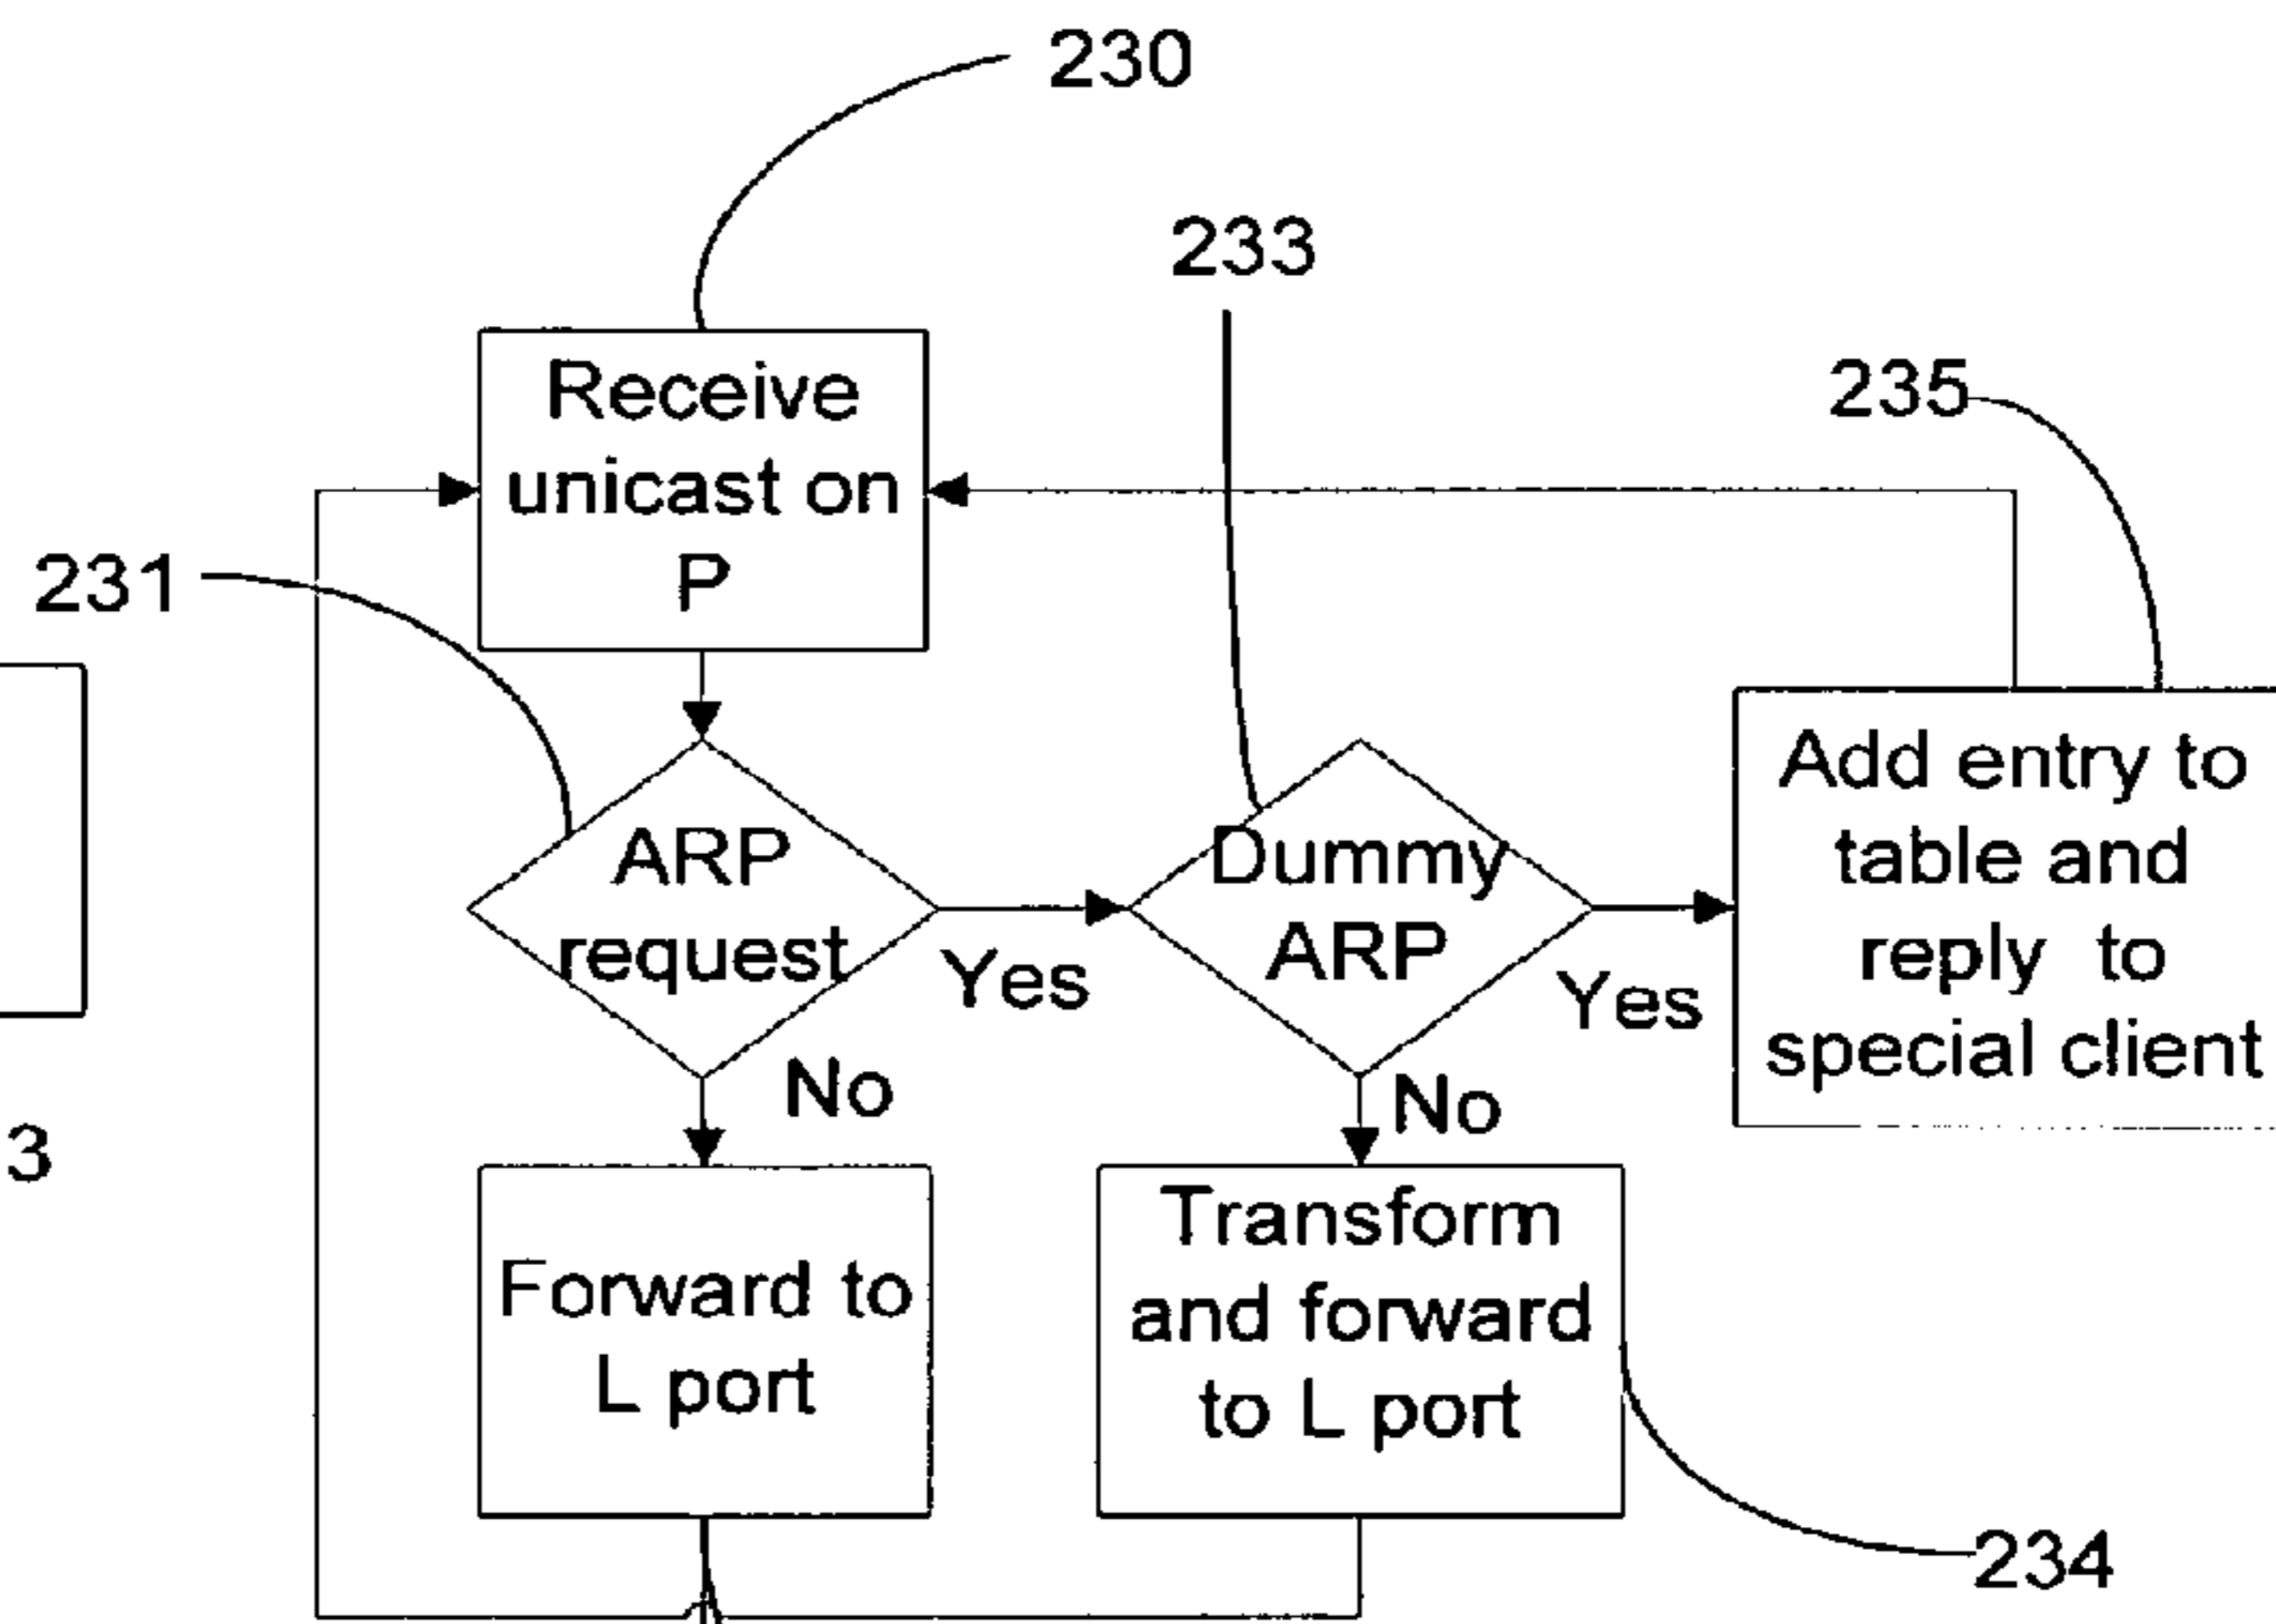 230
233
235
Receive
unicast on
P
231
ARP
request
Yes
No
Dummy
ARP
Yes
No
Add entry to
table and
reply to
special client
3
Forward to
L port
Transform
and forward
to L port
234